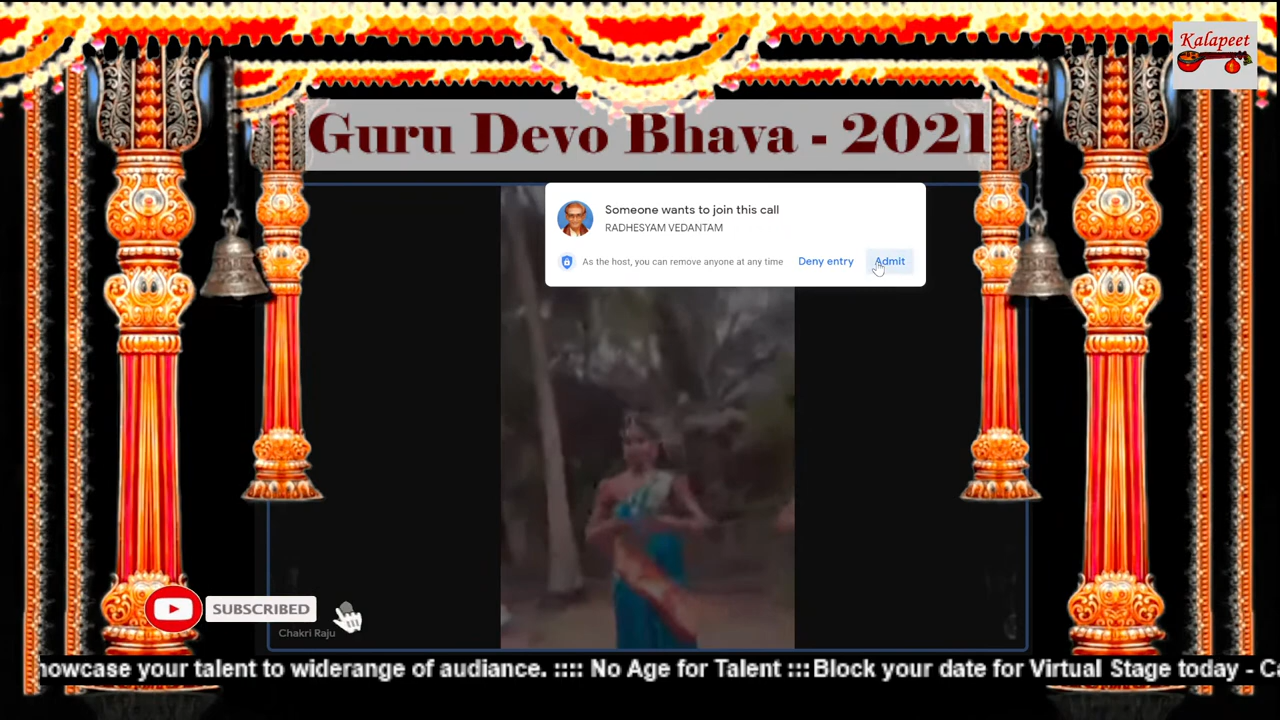 Kalapeet
Guru Devo Bhava - 2021
Someone wants to join this call
RADHESYAM VEDANTAM
As the host, you can remove anyone at any time
Deny entry
Admit
SUBSCRIBED
Chakri Raju
howcase your talent to widerange of audiance. :::: No Age for Talent ::: Block your date for Virtual Stage today - Ca